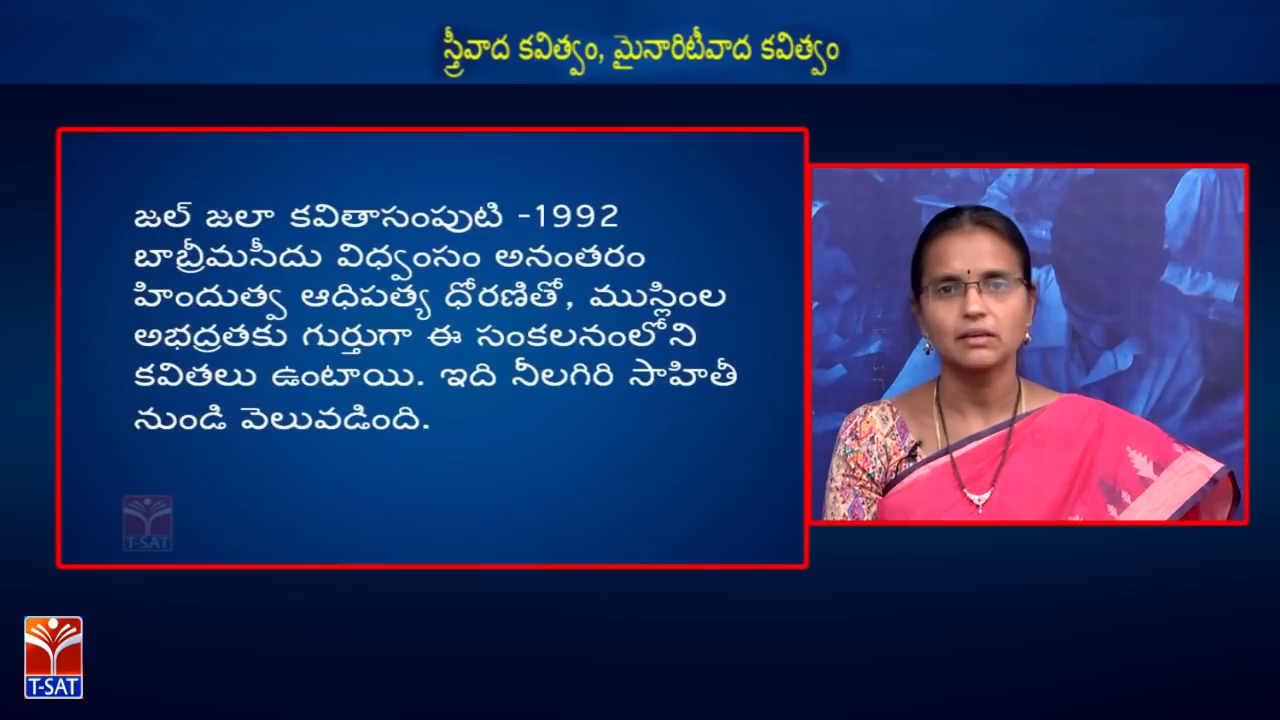 స్త్రీవాద కవిత్వం, మైనారిటీవాద కవిత్వం
జల్ జలా కవితాసంపుటి -1992
బాబ్రీమసీదు విధ్వంసం అనంతరం
హిందుత్వ ఆధిపత్య ధోరణితో, ముస్లింల
అభద్రతకు గుర్తుగా ఈ సంకలనంలోని
కవితలు ఉంటాయి. ఇది నీలగిరి సాహితీ
నుండి వెలువడింది.
T-SAT
T-SAT